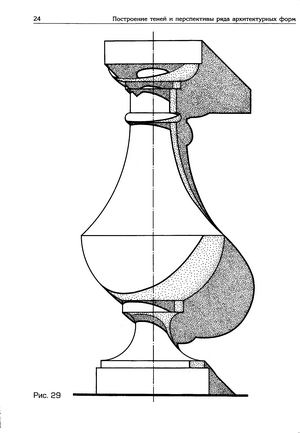 24 Построение теней и перспективы ряда архитектурных форм
Рис. 29